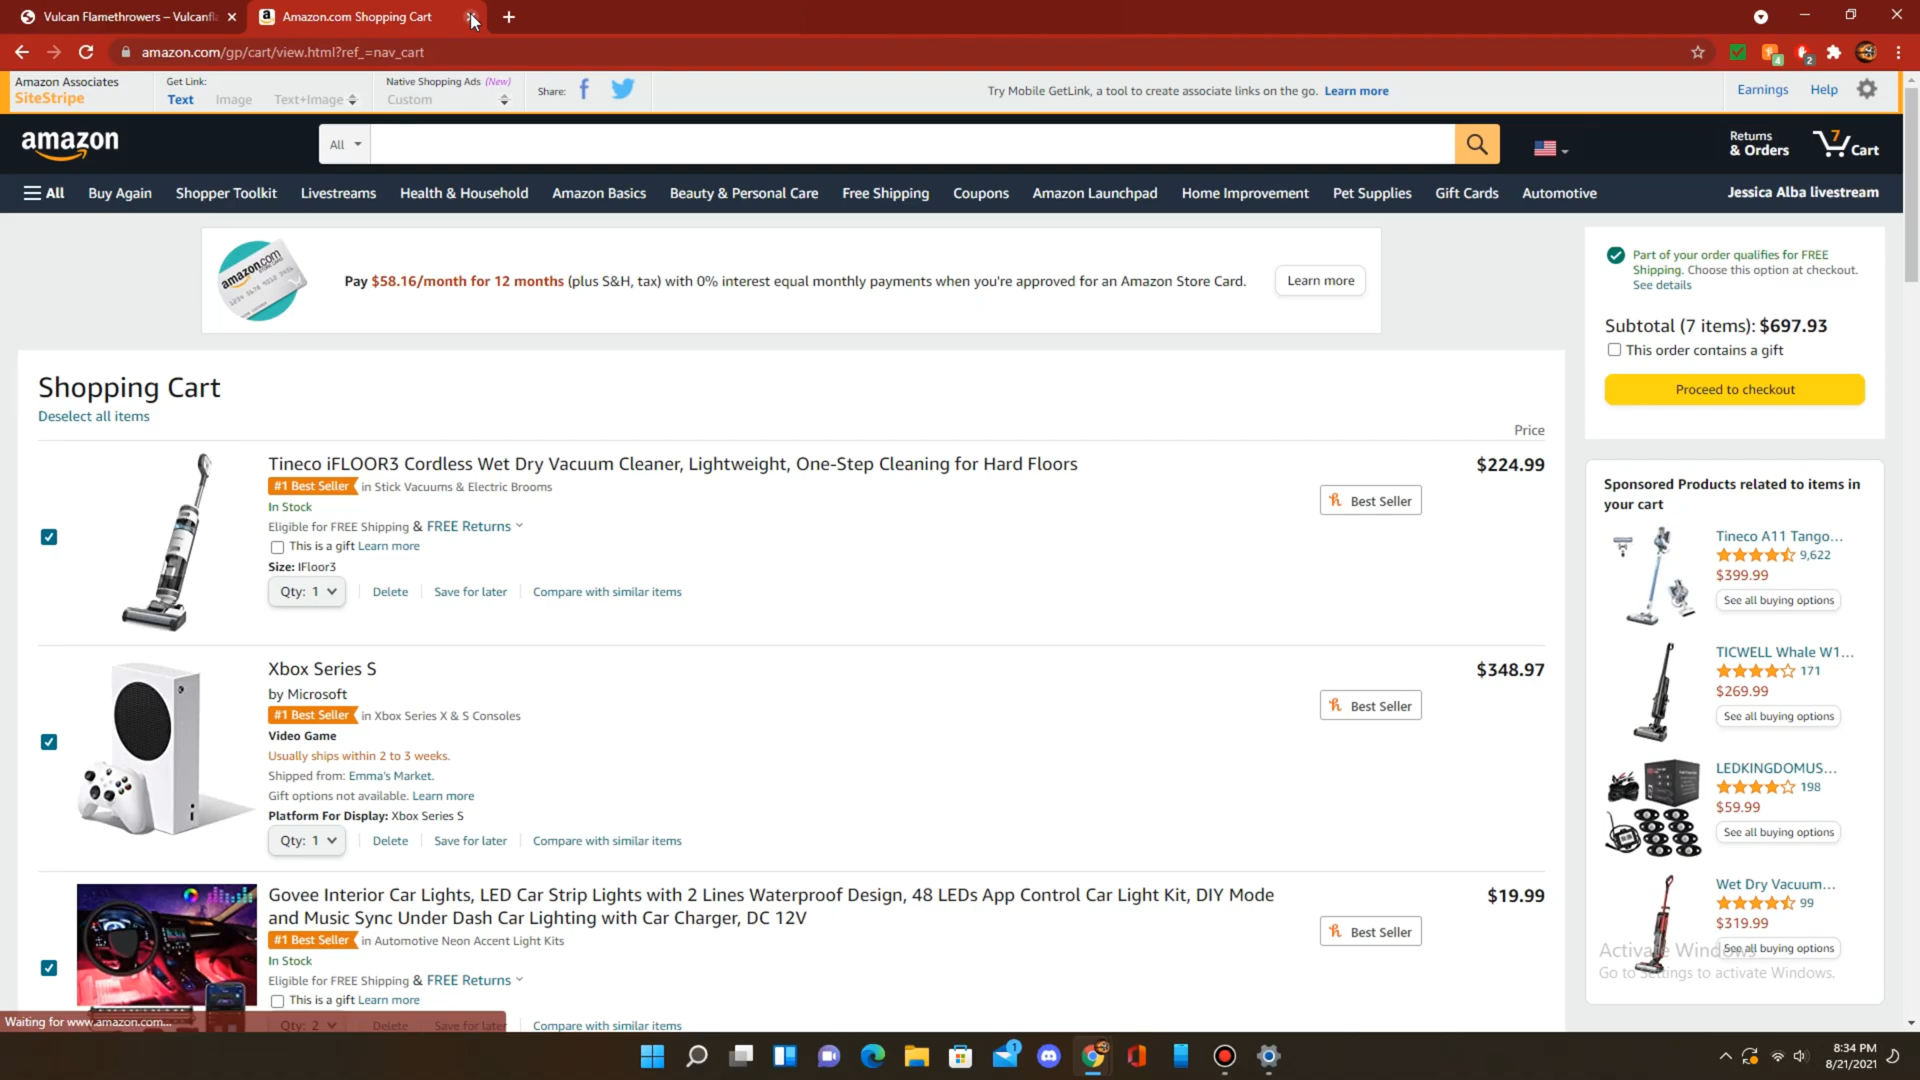 Vulcan Flamethrowers – Vulcanfl
Amazon.com Shopping Cart
amazon.com/gp/cart/view.html?ref_=nav_cart
4
2
Amazon Associates
SiteStripe
Get Link:
Text Image Text+Image
Native Shopping Ads (New)
Custom
Share:
Try Mobile GetLink, a tool to create associate links on the go. Learn more
Earnings Help
amazon
All
Returns
& Orders
7
Cart
All Buy Again Shopper Toolkit Livestreams Health & Household Amazon Basics Beauty & Personal Care Free Shipping Coupons Amazon Launchpad Home Improvement Pet Supplies Gift Cards Automotive
Jessica Alba livestream
amazon.com
Pay $58.16/month for 12 months (plus S&H, tax) with 0% interest equal monthly payments when you're approved for an Amazon Store Card.
Learn more
Part of your order qualifies for FREE
Shipping. Choose this option at checkout.
See details
Subtotal (7 items): $697.93
This order contains a gift
Proceed to checkout
Shopping Cart
Deselect all items
Price
Tineco iFLOOR3 Cordless Wet Dry Vacuum Cleaner, Lightweight, One-Step Cleaning for Hard Floors
$224.99
#1 Best Seller in Stick Vacuums & Electric Brooms
Best Seller
In Stock
Eligible for FREE Shipping & FREE Returns
This is a gift Learn more
Size: IFloor3
Qty: 1 Delete Save for later Compare with similar items
Xbox Series S
$348.97
by Microsoft
#1 Best Seller in Xbox Series X & S Consoles
Best Seller
Video Game
Usually ships within 2 to 3 weeks.
Shipped from: Emma's Market.
Gift options not available. Learn more
Platform For Display: Xbox Series S
Qty: 1 Delete Save for later Compare with similar items
Govee Interior Car Lights, LED Car Strip Lights with 2 Lines Waterproof Design, 48 LEDs App Control Car Light Kit, DIY Mode
and Music Sync Under Dash Car Lighting with Car Charger, DC 12V
$19.99
#1 Best Seller in Automotive Neon Accent Light Kits
Best Seller
In Stock
Eligible for FREE Shipping & FREE Returns
This is a gift Learn more
Qty: 2 Delete Save for later Compare with similar items
Sponsored Products related to items in
your cart
Tineco A11 Tango...
9,622
$399.99
See all buying options
TICWELL Whale W1...
171
$269.99
See all buying options
LEDKINGDOMUS...
198
$59.99
See all buying options
Wet Dry Vacuum...
99
$319.99
See all buying options
Activate Windows
Go to Settings to activate Windows.
Waiting for www.amazon.com...
1
8:34 PM
8/21/2021